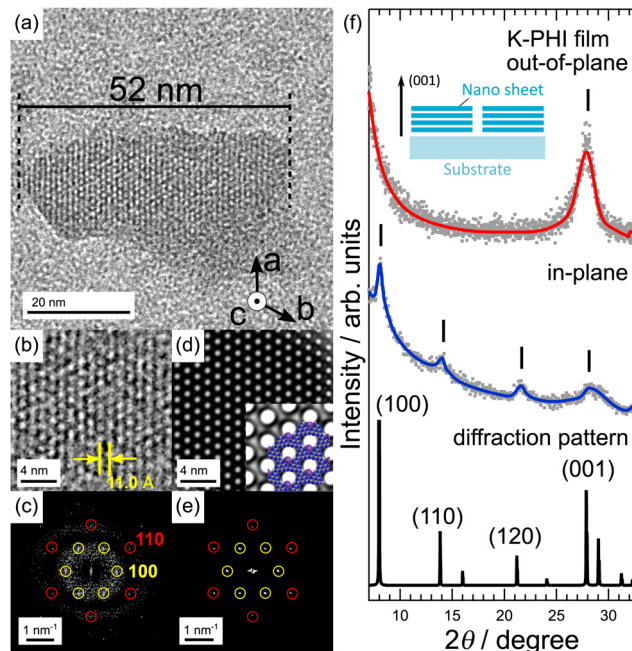 (a)
52 nm
a
c
b
20 nm
(b)
11.0 Å
4 nm
(d)
4 nm
(c)
110
100
1 nm⁻¹
(e)
1 nm⁻¹
(f)
K-PHI film
out-of-plane
(001)
Nano sheet
Substrate
in-plane
(100)
diffraction pattern
(001)
(110)
(120)
Intensity / arb. units
10
15
20
25
30
2θ / degree